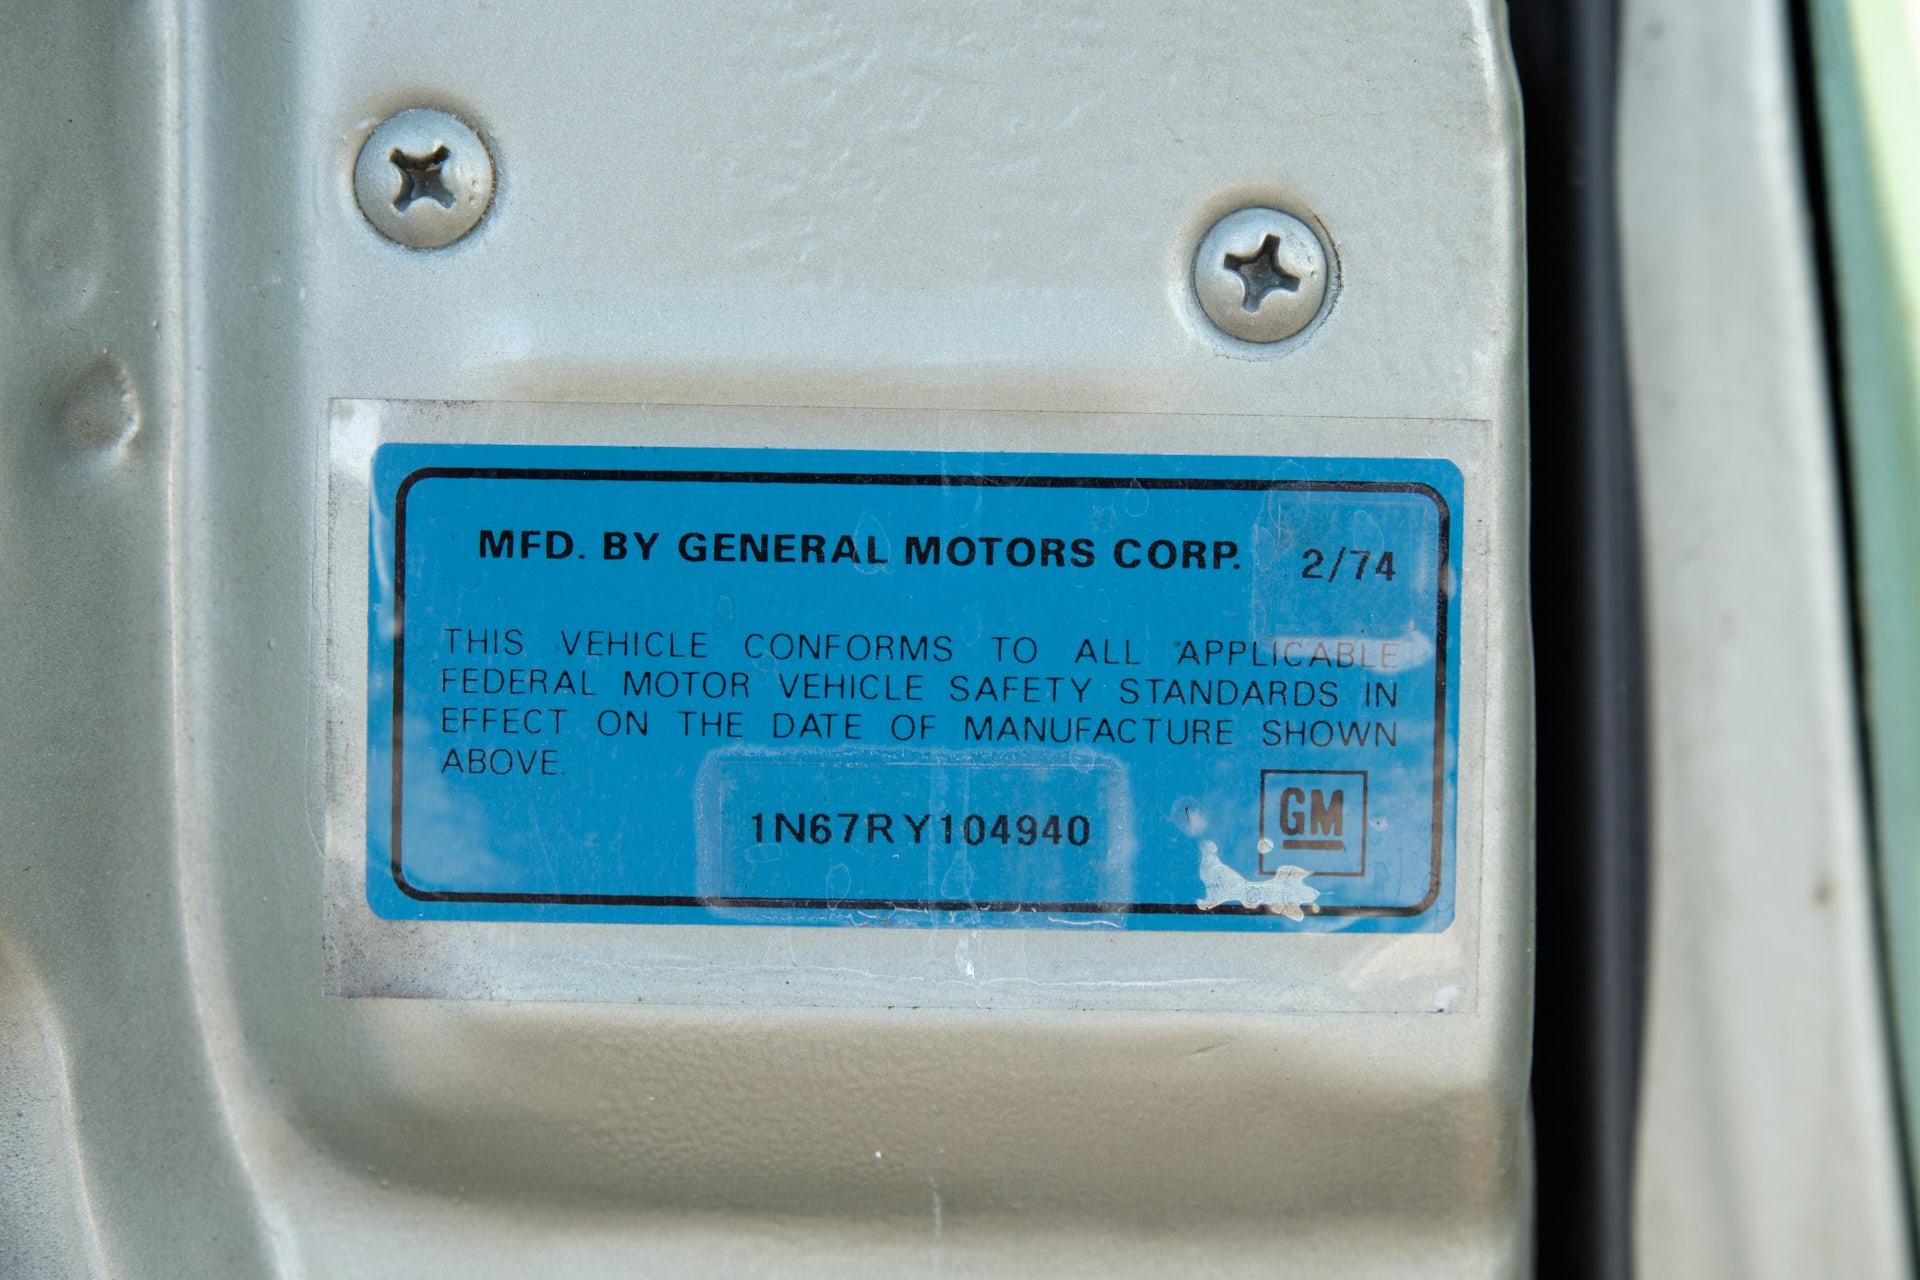 MFD. BY GENERAL MOTORS CORP. 2/74
THIS VEHICLE CONFORMS TO ALL APPLICABLE
FEDERAL MOTOR VEHICLE SAFETY STANDARDS IN
EFFECT ON THE DATE OF MANUFACTURE SHOWN
ABOVE.
1N67RY104940
GM